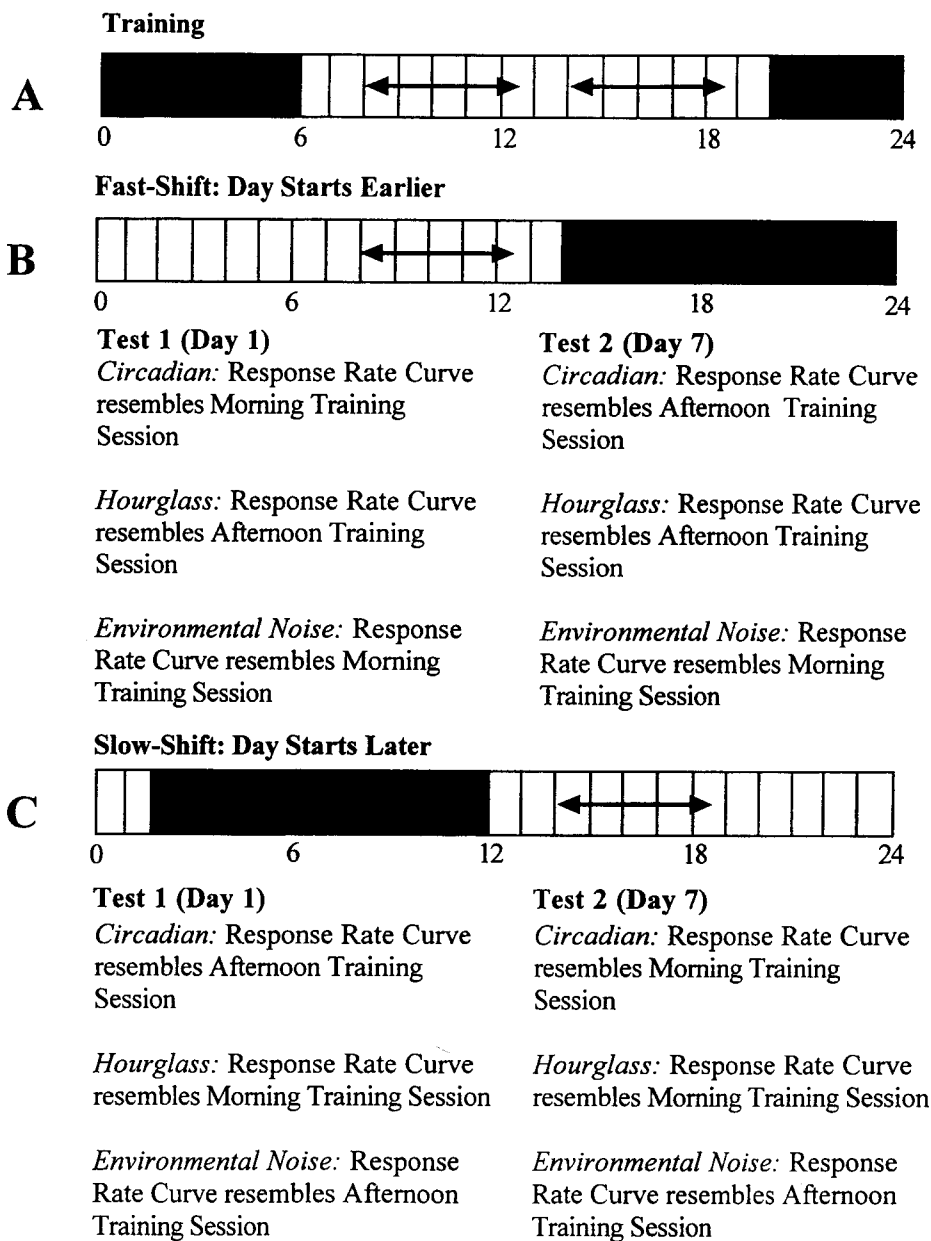 Training
A
0 6 12 18 24
Fast-Shift: Day Starts Earlier
B
0 6 12 18 24
Test 1 (Day 1)
Circadian: Response Rate Curve
resembles Morning Training
Session
Hourglass: Response Rate Curve
resembles Afternoon Training
Session
Environmental Noise: Response
Rate Curve resembles Morning
Training Session
Test 2 (Day 7)
Circadian: Response Rate Curve
resembles Afternoon Training
Session
Hourglass: Response Rate Curve
resembles Afternoon Training
Session
Environmental Noise: Response
Rate Curve resembles Morning
Training Session
Slow-Shift: Day Starts Later
C
0 6 12 18 24
Test 1 (Day 1)
Circadian: Response Rate Curve
resembles Afternoon Training
Session
Hourglass: Response Rate Curve
resembles Morning Training Session
Environmental Noise: Response
Rate Curve resembles Afternoon
Training Session
Test 2 (Day 7)
Circadian: Response Rate Curve
resembles Morning Training
Session
Hourglass: Response Rate Curve
resembles Morning Training Session
Environmental Noise: Response
Rate Curve resembles Afternoon
Training Session